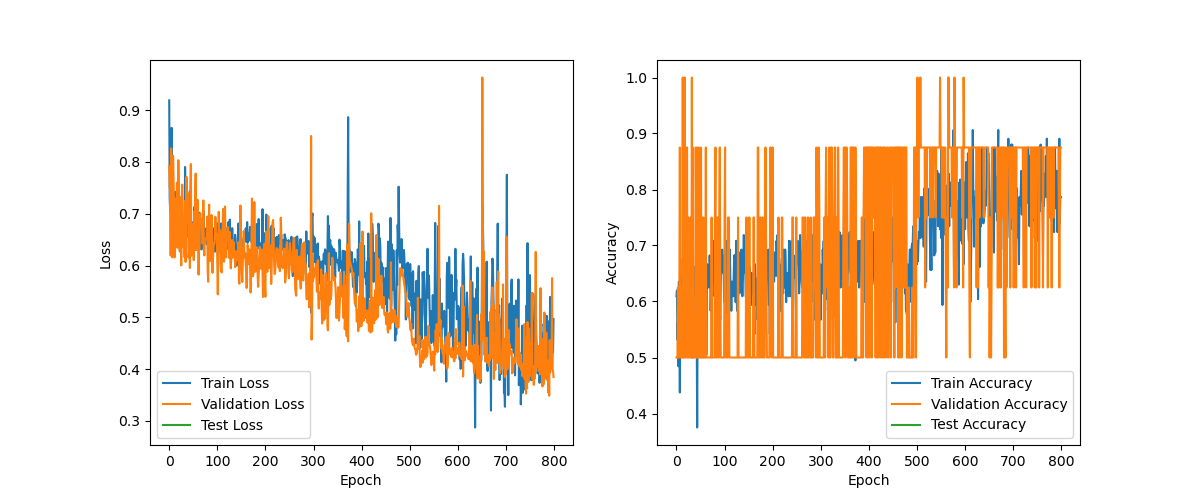 0.9
0.8
0.7
0.6
0.5
0.4
0.3
Loss
Train Loss
Validation Loss
Test Loss
0 100 200 300 400 500 600 700 800
Epoch
1.0
0.9
0.8
0.7
0.6
0.5
0.4
Accuracy
Train Accuracy
Validation Accuracy
Test Accuracy
0 100 200 300 400 500 600 700 800
Epoch